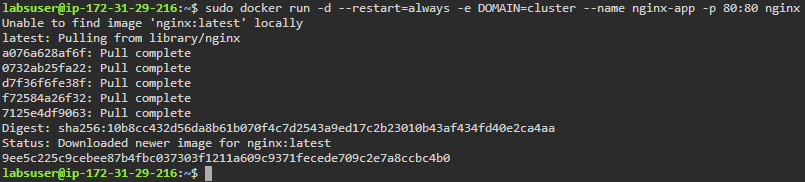 labsuser@ip-172-31-29-216:~$ sudo docker run -d --restart=always -e DOMAIN=cluster --name nginx-app -p 80:80 nginx
Unable to find image 'nginx:latest' locally
latest: Pulling from library/nginx
a076a628af6f: Pull complete
0732ab25fa22: Pull complete
d7f36f6fe38f: Pull complete
f72584a26f32: Pull complete
7125e4df9063: Pull complete
Digest: sha256:10b8cc432d56da8b61b070f4c7d2543a9ed17c2b23010b43af434fd40e2ca4aa
Status: Downloaded newer image for nginx:latest
9ee5c225c9cebee87b4fbc037303f1211a609c9371fecede709c2e7a8ccbc4b0
labsuser@ip-172-31-29-216:~$